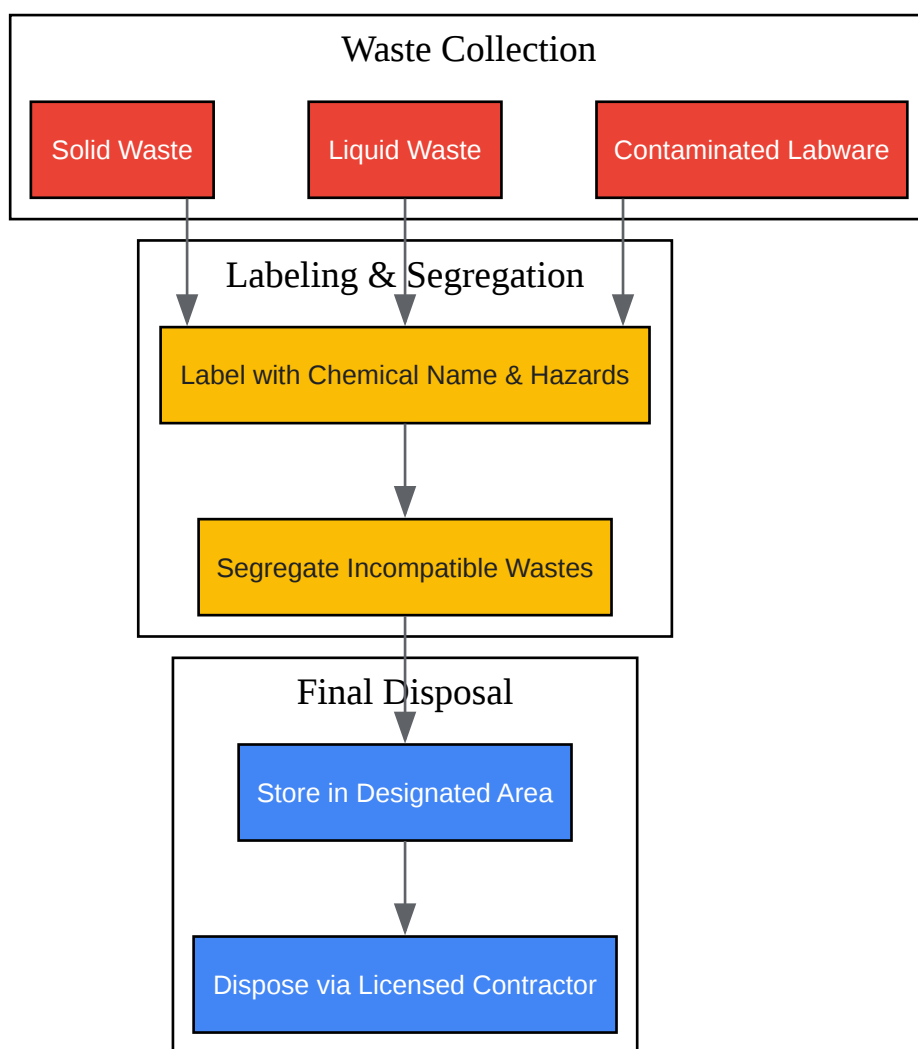 Waste Collection
Solid Waste
Liquid Waste
Contaminated Labware
Labeling & Segregation
Label with Chemical Name & Hazards
Segregate Incompatible Wastes
Final Disposal
Store in Designated Area
Dispose via Licensed Contractor